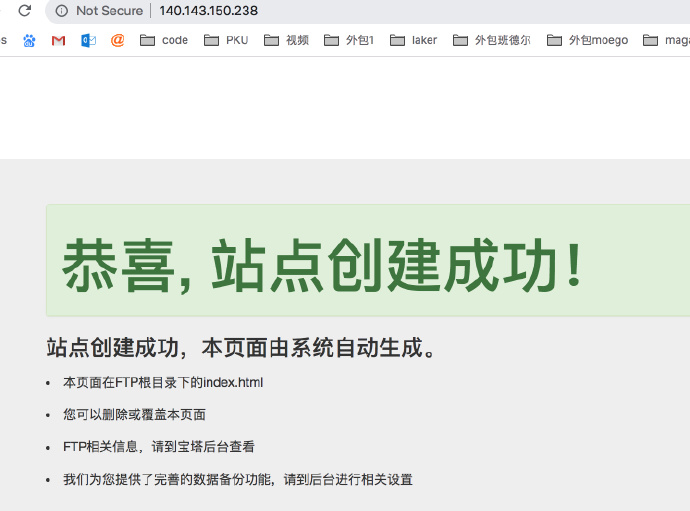 Not Secure | 140.143.150.238
code PKU 视频 外包1 laker 外包班德尔 外包moego maga
恭喜, 站点创建成功！
站点创建成功，本页面由系统自动生成。
本页面在FTP根目录下的index.html
您可以删除或覆盖本页面
FTP相关信息，请到宝塔后台查看
我们为您提供了完善的数据备份功能，请到后台进行相关设置